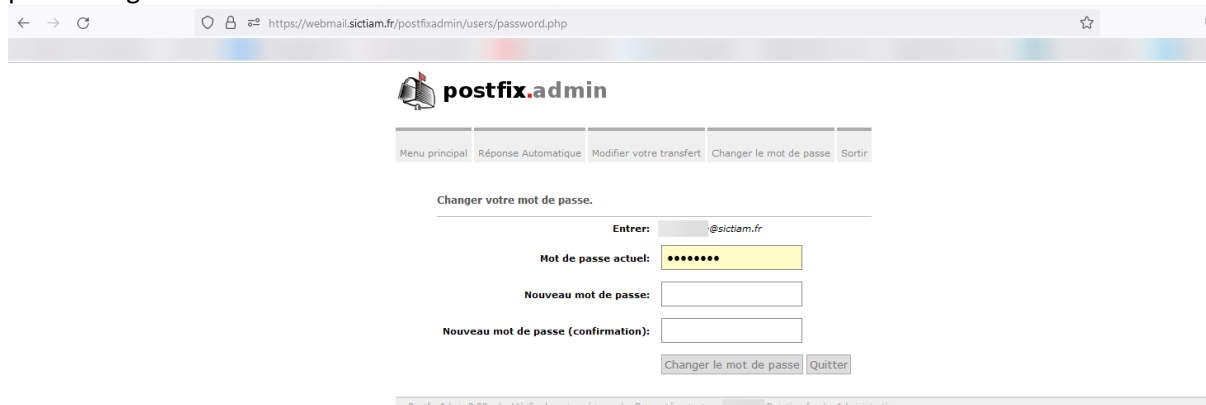 https://webmail.sictiam.fr/postfixadmin/users/password.php
postfix.admin
Menu principal Réponse Automatique Modifier votre transfert Changer le mot de passe Sortir
Changer votre mot de passe.
Entrer: @sictiam.fr
Mot de passe actuel: ••••••••
Nouveau mot de passe:
Nouveau mot de passe (confirmation):
Changer le mot de passe Quitter